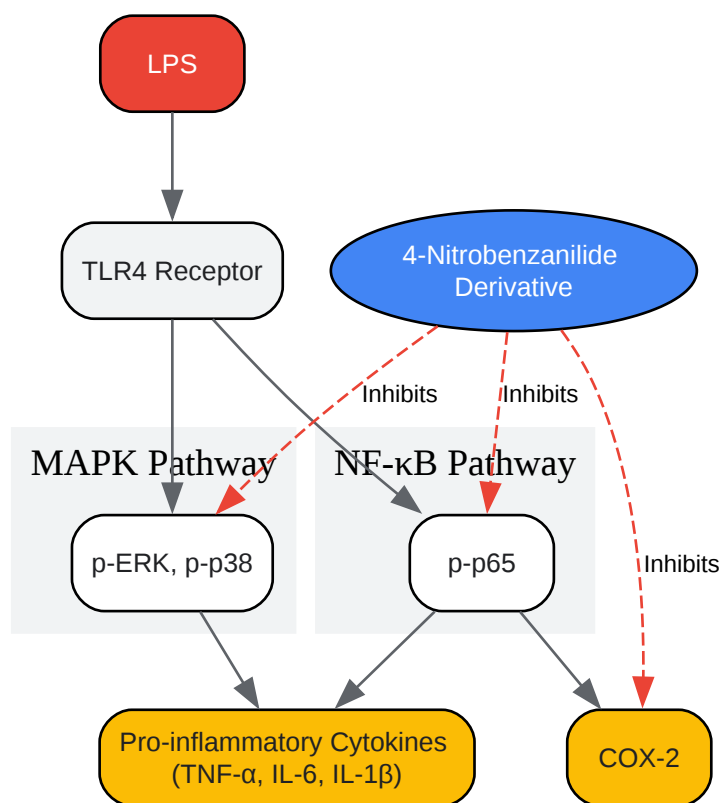 LPS
TLR4 Receptor
4-Nitrobenzanilide
Derivative
Inhibits
Inhibits
MAPK Pathway
NF-κB Pathway
p-ERK, p-p38
p-p65
Inhibits
Pro-inflammatory Cytokines
(TNF-α, IL-6, IL-1β)
COX-2